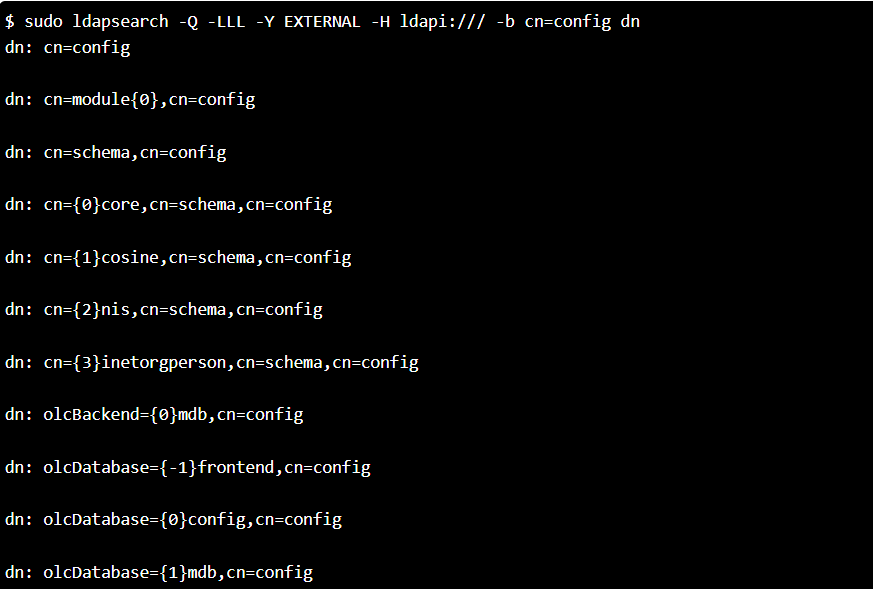 $ sudo ldapsearch -Q -LLL -Y EXTERNAL -H ldapi:/// -b cn=config dn
dn: cn=config
dn: cn=module{0},cn=config
dn: cn=schema,cn=config
dn: cn={0}core,cn=schema,cn=config
dn: cn={1}cosine,cn=schema,cn=config
dn: cn={2}nis,cn=schema,cn=config
dn: cn={3}inetorgperson,cn=schema,cn=config
dn: olcBackend={0}mdb,cn=config
dn: olcDatabase={-1}frontend,cn=config
dn: olcDatabase={0}config,cn=config
dn: olcDatabase={1}mdb,cn=config